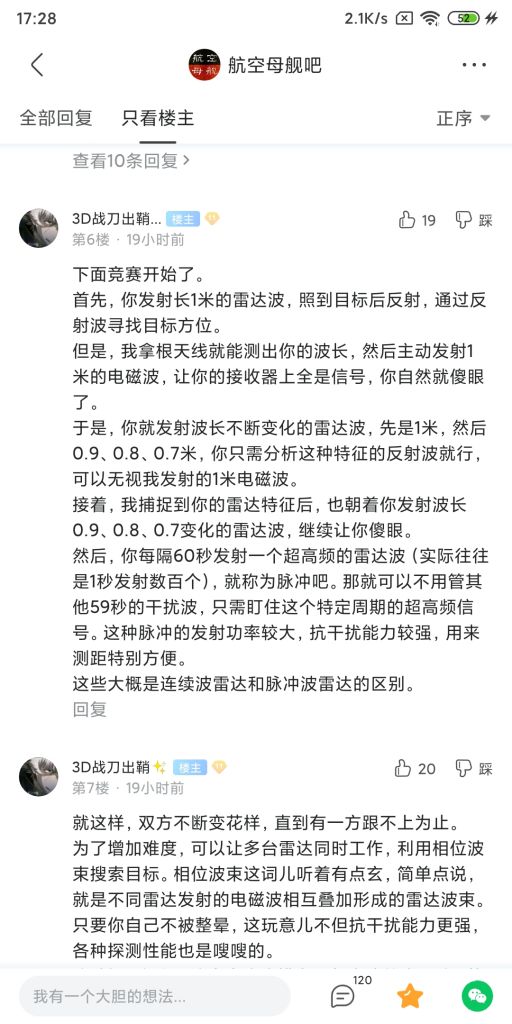 17:28
2.1K/s
52
航空母舰
航空母舰吧
全部回复
只看楼主
正序
查看10条回复
3D战刀出鞘...
楼主
11
19
踩
第6楼 · 19小时前
下面竞赛开始了。
首先，你发射长1米的雷达波，照到目标后反射，通过反
射波寻找目标方位。
但是，我拿根天线就能测出你的波长，然后主动发射1
米的电磁波，让你的接收器上全是信号，你自然就傻眼
了。
于是，你就发射波长不断变化的雷达波，先是1米，然后
0.9、0.8、0.7米，你只需分析这种特征的反射波就行，
可以无视我发射的1米电磁波。
接着，我捕捉到你的雷达特征后，也朝着你发射波长
0.9、0.8、0.7变化的雷达波，继续让你傻眼。
然后，你每隔60秒发射一个超高频的雷达波（实际往往
是1秒发射数百个），就称为脉冲吧。那就可以不用管其
他59秒的干扰波，只需盯住这个特定周期的超高频信
号。这种脉冲的发射功率较大，抗干扰能力较强，用来
测距特别方便。
这些大概是连续波雷达和脉冲波雷达的区别。
回复
3D战刀出鞘
楼主
11
20
踩
第7楼 · 19小时前
就这样，双方不断变花样，直到有一方跟不上为止。
为了增加难度，可以让多台雷达同时工作，利用相位波
束搜索目标。相位波束这词儿听着有点玄，简单点说，
就是不同雷达发射的电磁波相互叠加形成的雷达波束。
只要你自己不被整晕，这玩意儿不但抗干扰能力更强，
各种探测性能也是嗖嗖的。
我有一个大胆的想法...
120